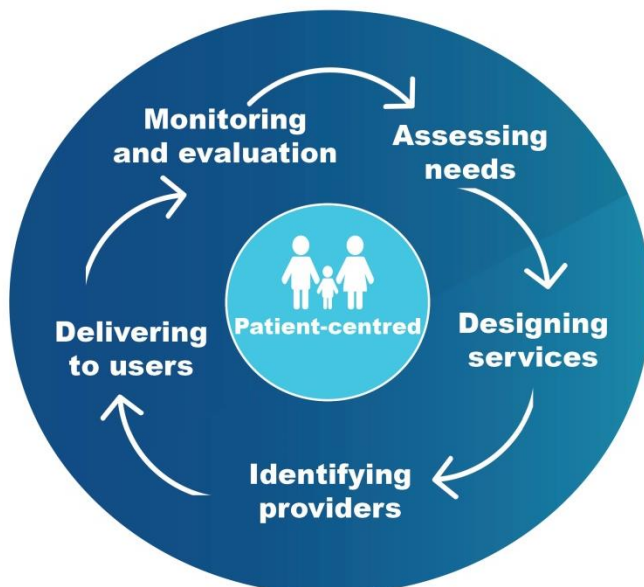 Monitoring
and evaluation
Assessing
needs
Patient-centred
Delivering
to users
Designing
services
Identifying
providers